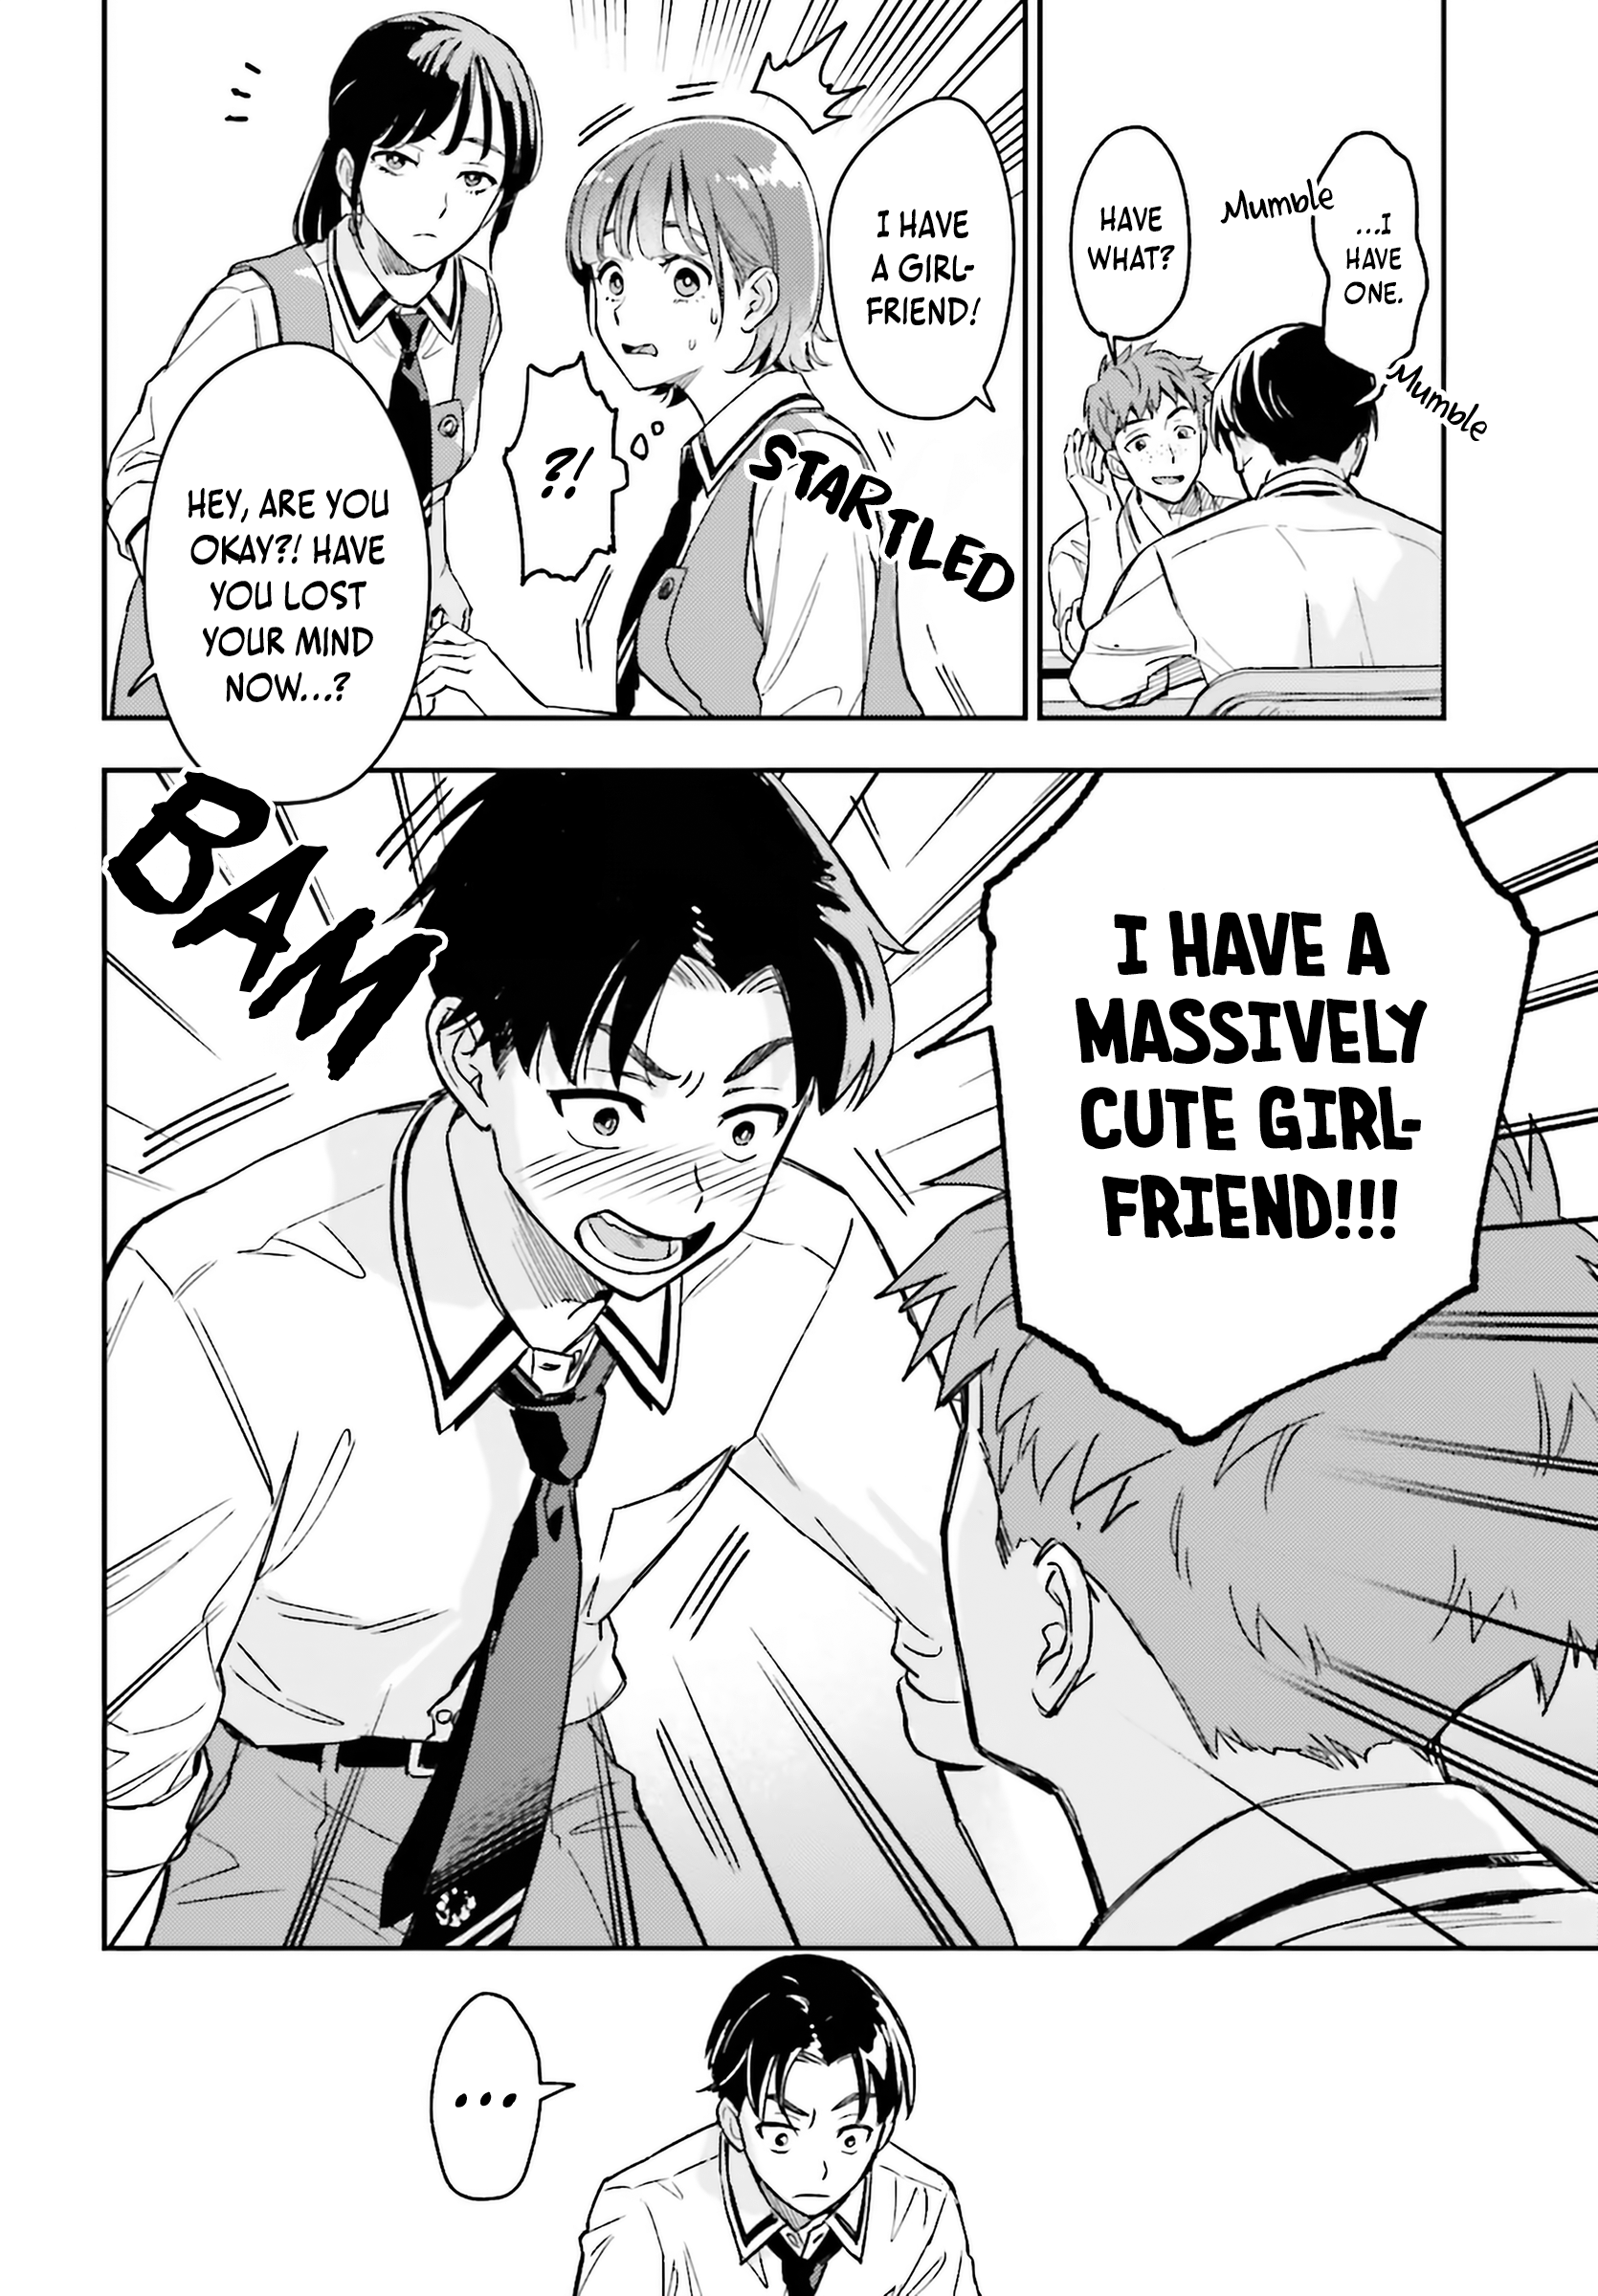 ...I
HAVE
ONE.
Mumble
Mumble
HAVE
WHAT?
I HAVE
A GIRL-
FRIEND!
STARTLED
?!
HEY, ARE YOU
OKAY?! HAVE
YOU LOST
YOUR MIND
NOW...?
I HAVE A
MASSIVELY
CUTE GIRL-
FRIEND!!!
BAM
...